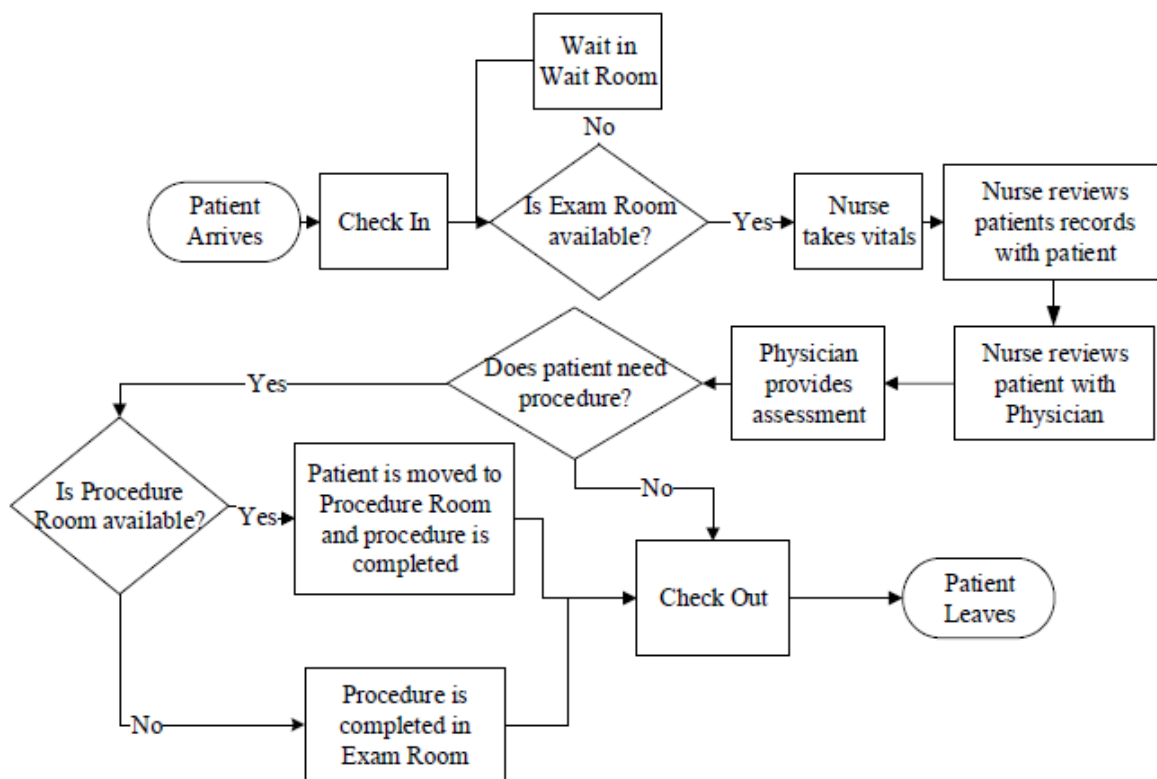 Wait in
Wait Room
No
Patient
Arrives
Check In
Is Exam Room
available?
Yes
Nurse
takes vitals
Nurse reviews
patients records
with patient
Nurse reviews
patient with
Physician
Physician
provides
assessment
Does patient need
procedure?
Yes
No
Is Procedure
Room available?
Yes
Patient is moved to
Procedure Room
and procedure is
completed
No
Procedure is
completed in
Exam Room
Check Out
Patient
Leaves